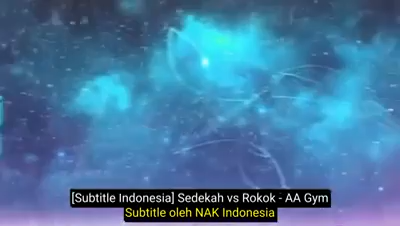 [Subtitle Indonesia] Sedekah vs Rokok - AA Gym
Subtitle oleh NAK Indonesia